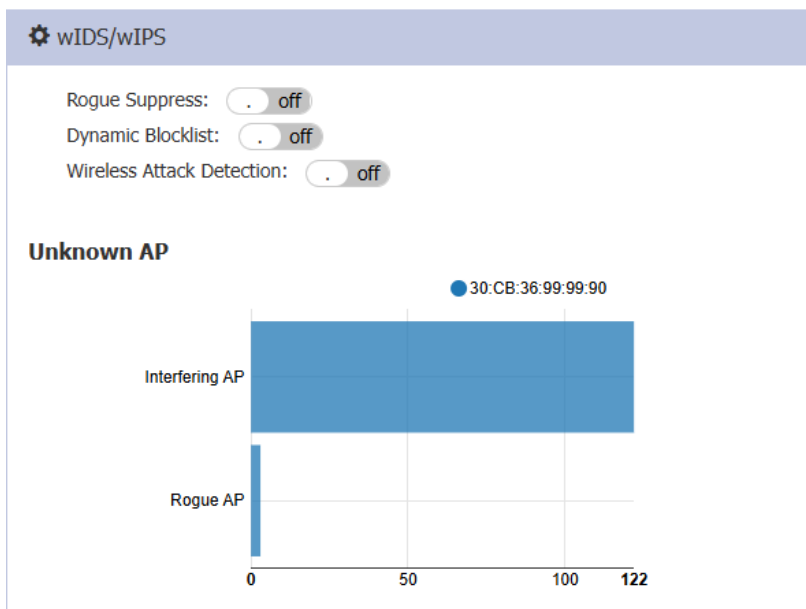 wIDS/wIPS
Rogue Suppress: . off
Dynamic Blocklist: . off
Wireless Attack Detection: . off
Unknown AP
30:CB:36:99:99:90
Interfering AP
Rogue AP
0 50 100 122